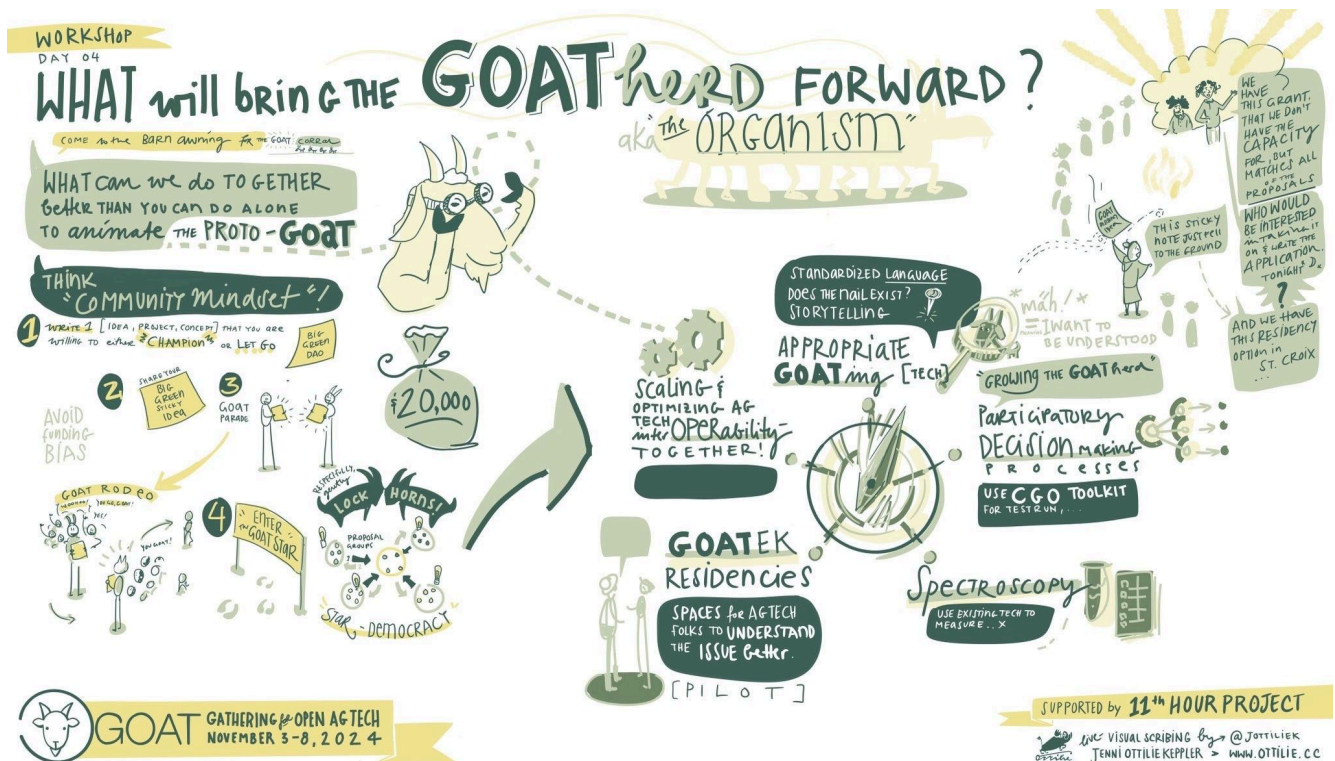 WORKSHOP
DAY 04
WHAT will brinG THE GOATherD FORWARD?
aka "the ORGanISM"
COME to the BARN awning for the GOAT CORRAL
WHAT Can we do TOGETHER
better THAN YOU CAN DO ALONE
TO animate THE PROTO-GOAT
THINK
"COMMUNITY Mindset"!
1 WRITE 1 [IDEA, PROJECT, CONCEPT] THAT YOU ARE
WILLING TO either "CHAMPION" OR LET GO
BIG
GREEN
DAO
2
SHARE YOUR
BIG
GREEN
STICKY
IDea
3
GOAT
PARADE
AVOID
funding
BIAS
$20,000
GOAT RODEO
YES!
YOU GOAT!
4
"ENTER"
THE GOAT STAR
RESPECTFULLY,
gently
LOCK HORNS!
PROPOSAL
GROUPS
"STAR-DEMOCRACY"
SCALING &
OPTIMIZING AG
TECH
interOPERability-
TOGETHER!
STANDARDIZED LANGUAGE
DOES THE nail EXIST?
STORYTELLING
APPROPRIATE
GOATing [TECH]
*mäh!*
= I WANT TO
BE UNDERSTOOD
"GROWING THE GOATherd"
PARTICIPATORY
DECISION MAKING
PROCESSES
USE CGO TOOLKIT
FOR TESTRUN,...
GOATEK
RESIDENCIES
SPACES for AGTECH
FOLKS TO UNDERSTAND
THE ISSUE Better.
[PILOT]
SPECTROSCOPY
USE EXISTING TECH TO
MEASURE..X
THIS STICKY
NOTE JUST FELL
TO THE GROUND
WE
HAVE
THIS GRANT.
THAT WE DON'T
HAVE THE
CAPACITY
FOR, BUT
MATCHES ALL
OF THE
PROPOSALS
WHO WOULD
BE INTERESTED
in TAKING IT
ON & WRITE THE
APPLICATION.
TONIGHT
?
AND WE HAVE
THIS RESIDENCY
OPTION in
ST. CROIX
...
GOAT GATHERING for OPEN AG TECH
NOVEMBER 3-8, 2024
SUPPORTED by 11th HOUR PROJECT
live VISUAL SCRIBING by @JOTTILIEK
JENNI OTTILIE KEPPLER > WWW.OTTILIE.CC
ottilie